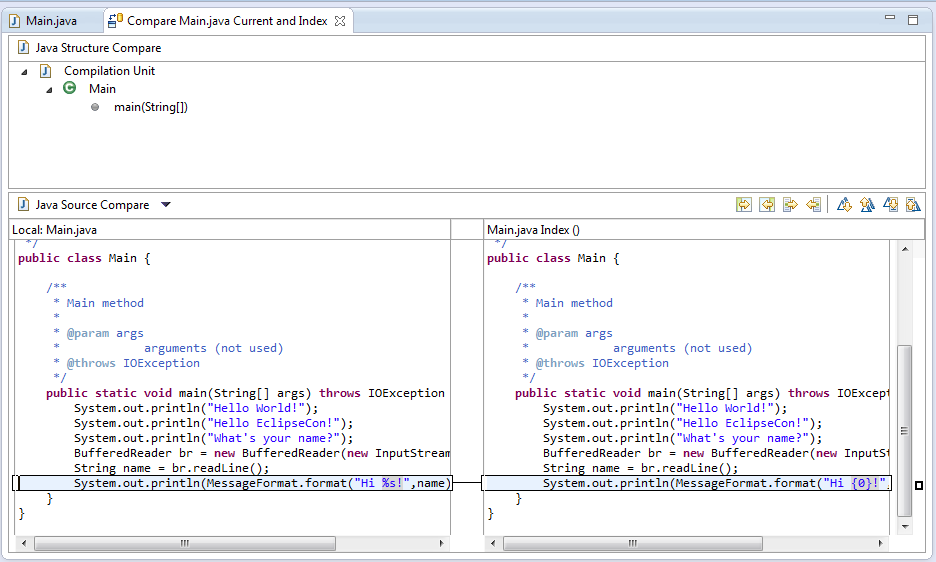 Main.java
Compare Main.java Current and Index
Java Structure Compare
Compilation Unit
Main
main(String[])
Java Source Compare
Local: Main.java
*/
public class Main {
/**
* Main method
*
* @param args
* arguments (not used)
* @throws IOException
*/
public static void main(String[] args) throws IOException
System.out.println("Hello World!");
System.out.println("Hello EclipseCon!");
System.out.println("What's your name?");
BufferedReader br = new BufferedReader(new InputStream
String name = br.readLine();
System.out.println(MessageFormat.format("Hi %s!",name)
}
}
Main.java Index ()
*/
public class Main {
/**
* Main method
*
* @param args
* arguments (not used)
* @throws IOException
*/
public static void main(String[] args) throws IOExcept
System.out.println("Hello World!");
System.out.println("Hello EclipseCon!");
System.out.println("What's your name?");
BufferedReader br = new BufferedReader(new InputSt
String name = br.readLine();
System.out.println(MessageFormat.format("Hi {0}!",
}
}